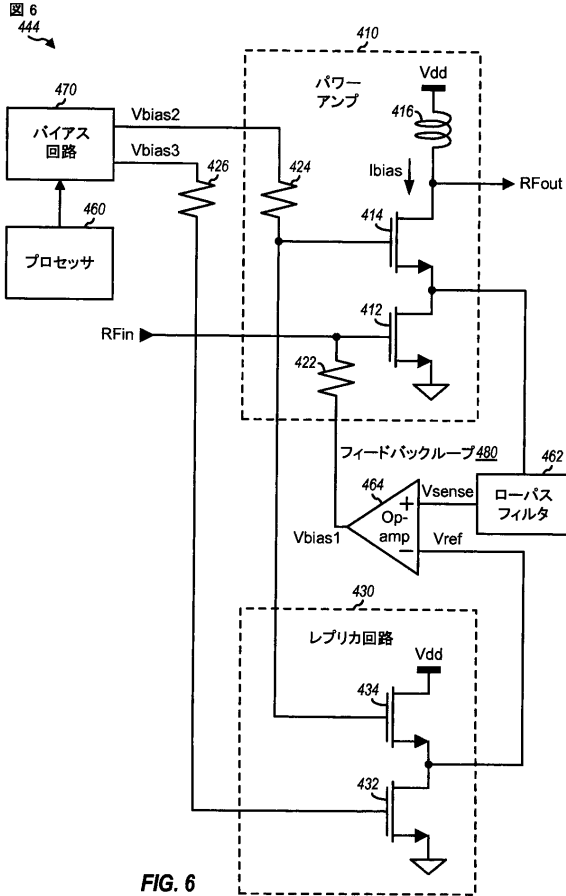 図 6
444
410
パワー
アンプ
Vdd
416
470
バイアス
回路
Vbias2
Vbias3
426
424
Ibias
RFout
414
460
プロセッサ
412
RFin
422
フィードバックループ 480
462
ローパス
フィルタ
464
Op-
amp
+
−
Vsense
Vref
Vbias1
430
レプリカ回路
Vdd
434
432
FIG. 6